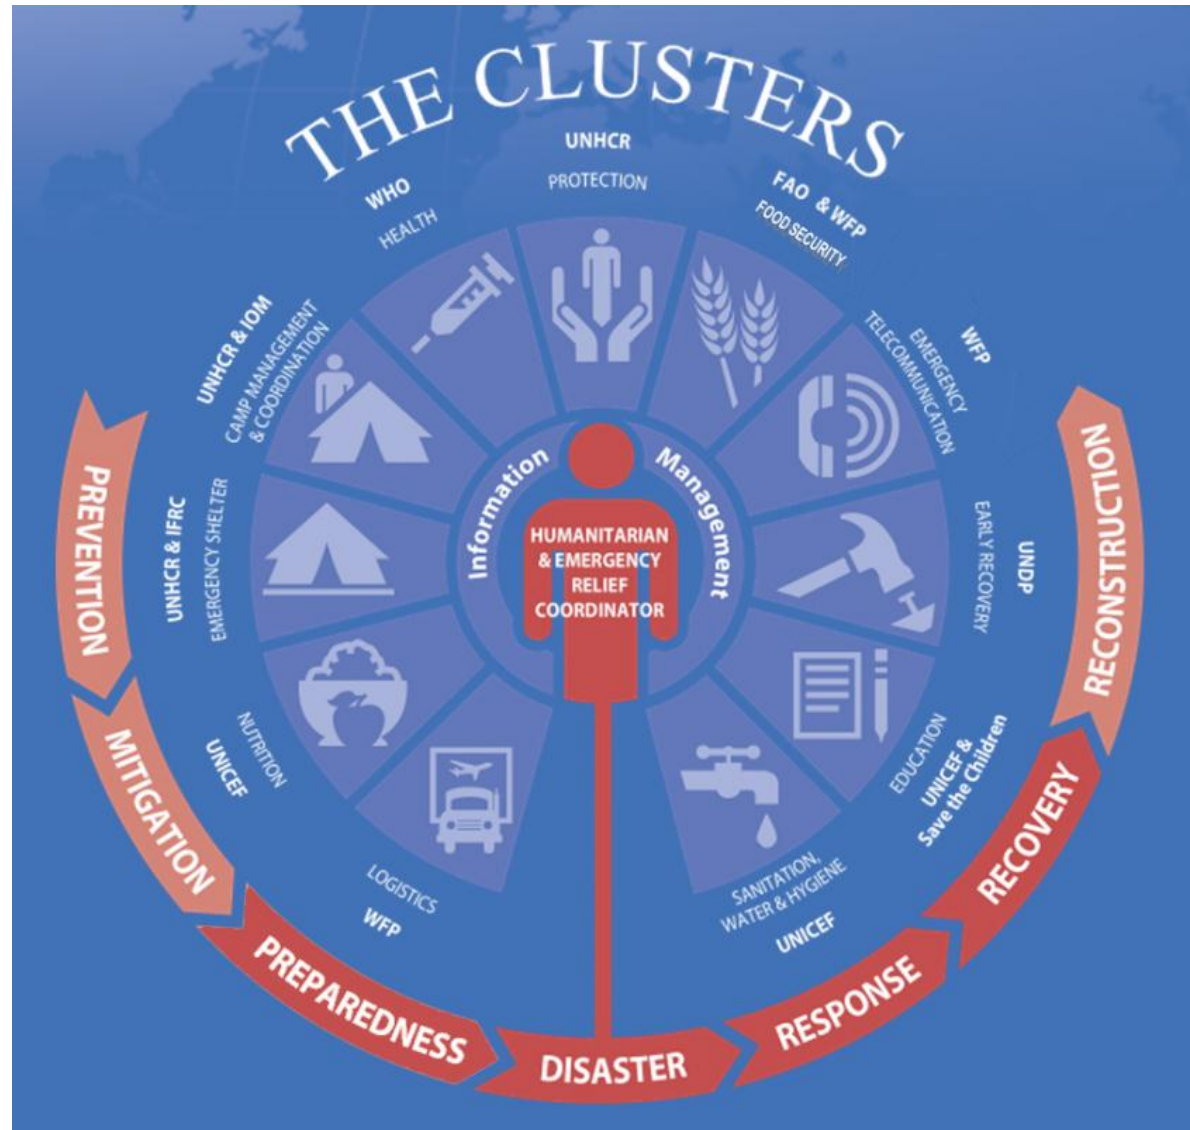 THE CLUSTERS
UNHCR
PROTECTION
WHO
HEALTH
FAO & WFP
FOOD SECURITY
UNHCR & IOM
CAMP MANAGEMENT
& COORDINATION
WFP
EMERGENCY
TELECOMMUNICATION
UNHCR & IFRC
EMERGENCY SHELTER
EARLY RECOVERY
UNDP
NUTRITION
UNICEF
EDUCATION
UNICEF &
Save the Children
LOGISTICS
WFP
SANITATION,
WATER & HYGIENE
UNICEF
Information Management
HUMANITARIAN
& EMERGENCY
RELIEF
COORDINATOR
PREVENTION
MITIGATION
PREPAREDNESS
DISASTER
RESPONSE
RECOVERY
RECONSTRUCTION